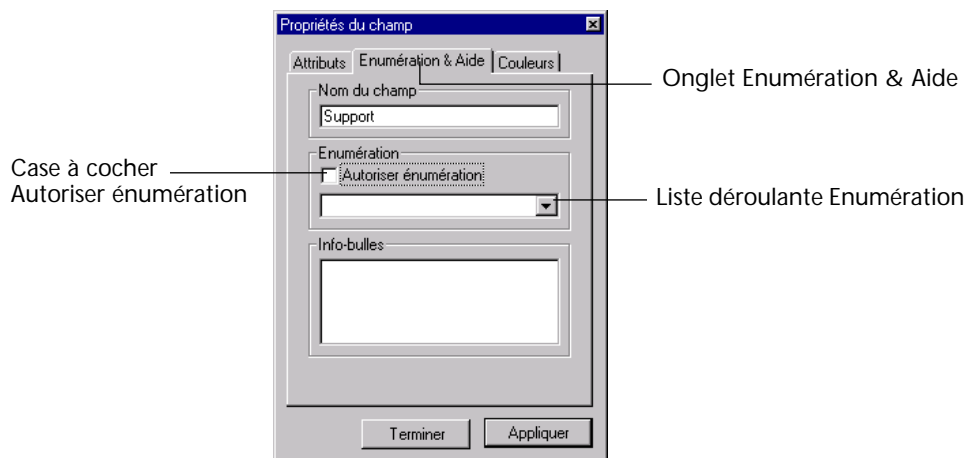 Propriétés du champ
Attributs Enumération & Aide Couleurs
Onglet Enumération & Aide
Nom du champ
Support
Enumération
Case à cocher
Autoriser énumération
Autoriser énumération
Liste déroulante Enumération
Info-bulles
Terminer Appliquer